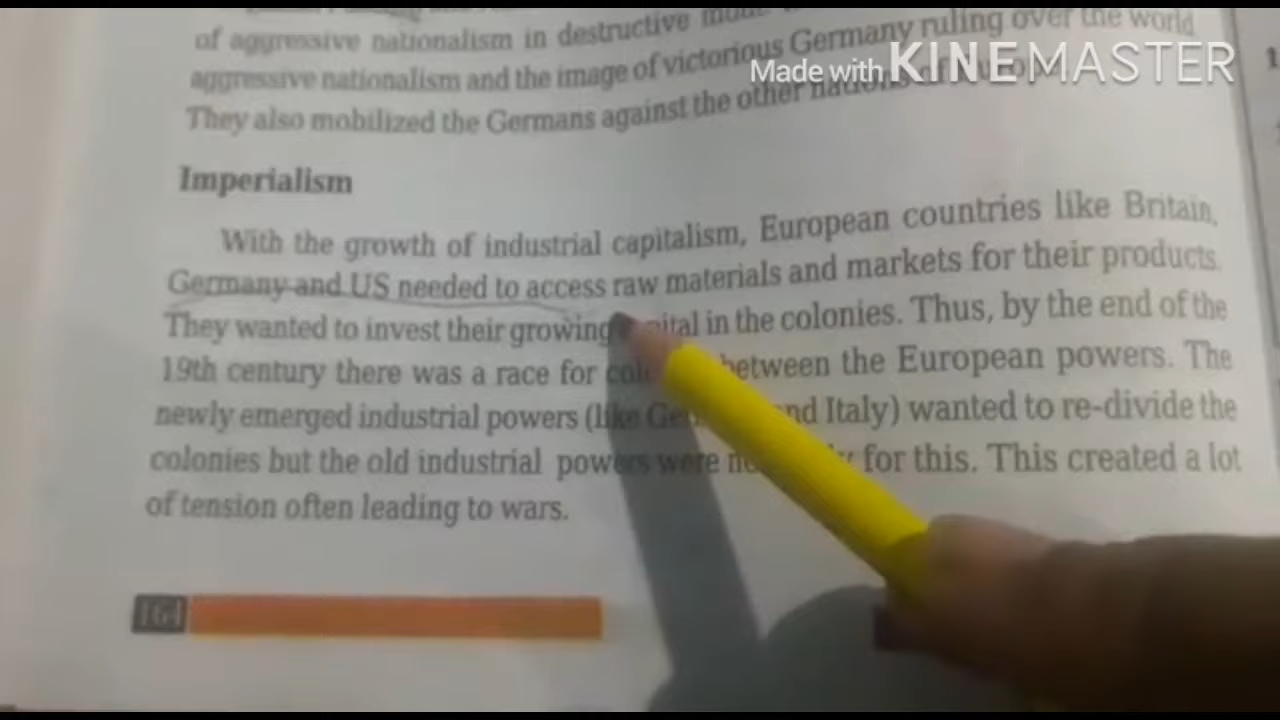 of aggressive nationalism in destructive
aggressive nationalism and the image of victorious Germany ruling over the world
Made with KINEMASTER
They also mobilized the Germans against the other nations of
Imperialism
With the growth of industrial capitalism, European countries like Britain,
Germany and US needed to access raw materials and markets for their products.
They wanted to invest their growing in the colonies. Thus, by the end of the
19th century there was a race for between the European powers. The
newly emerged industrial powers (like and Italy) wanted to re-divide the
colonies but the old industrial powers were for this. This created a lot
of tension often leading to wars.
164